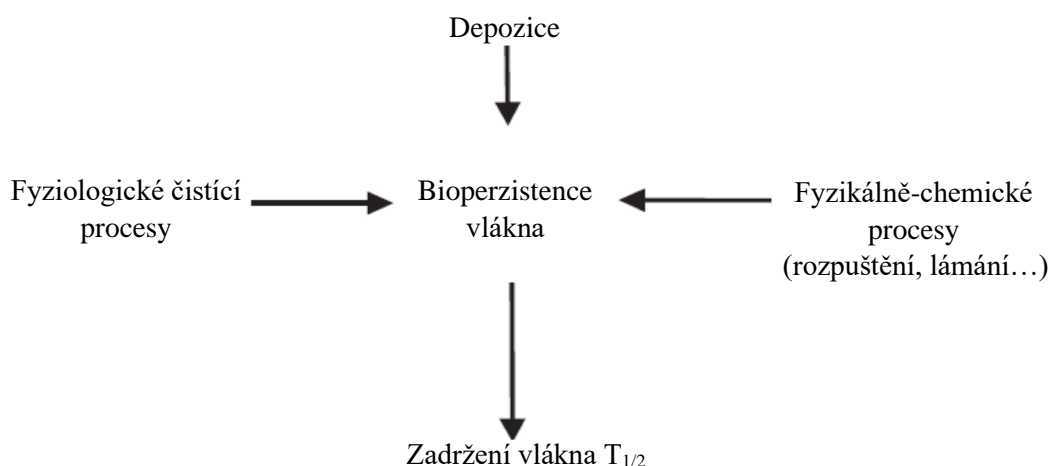 Depozice
Fyziologické čistící
procesy
Bioperzistence
vlákna
Fyzikálně-chemické
procesy
(rozpuštění, lámání…)
Zadržení vlákna T1/2